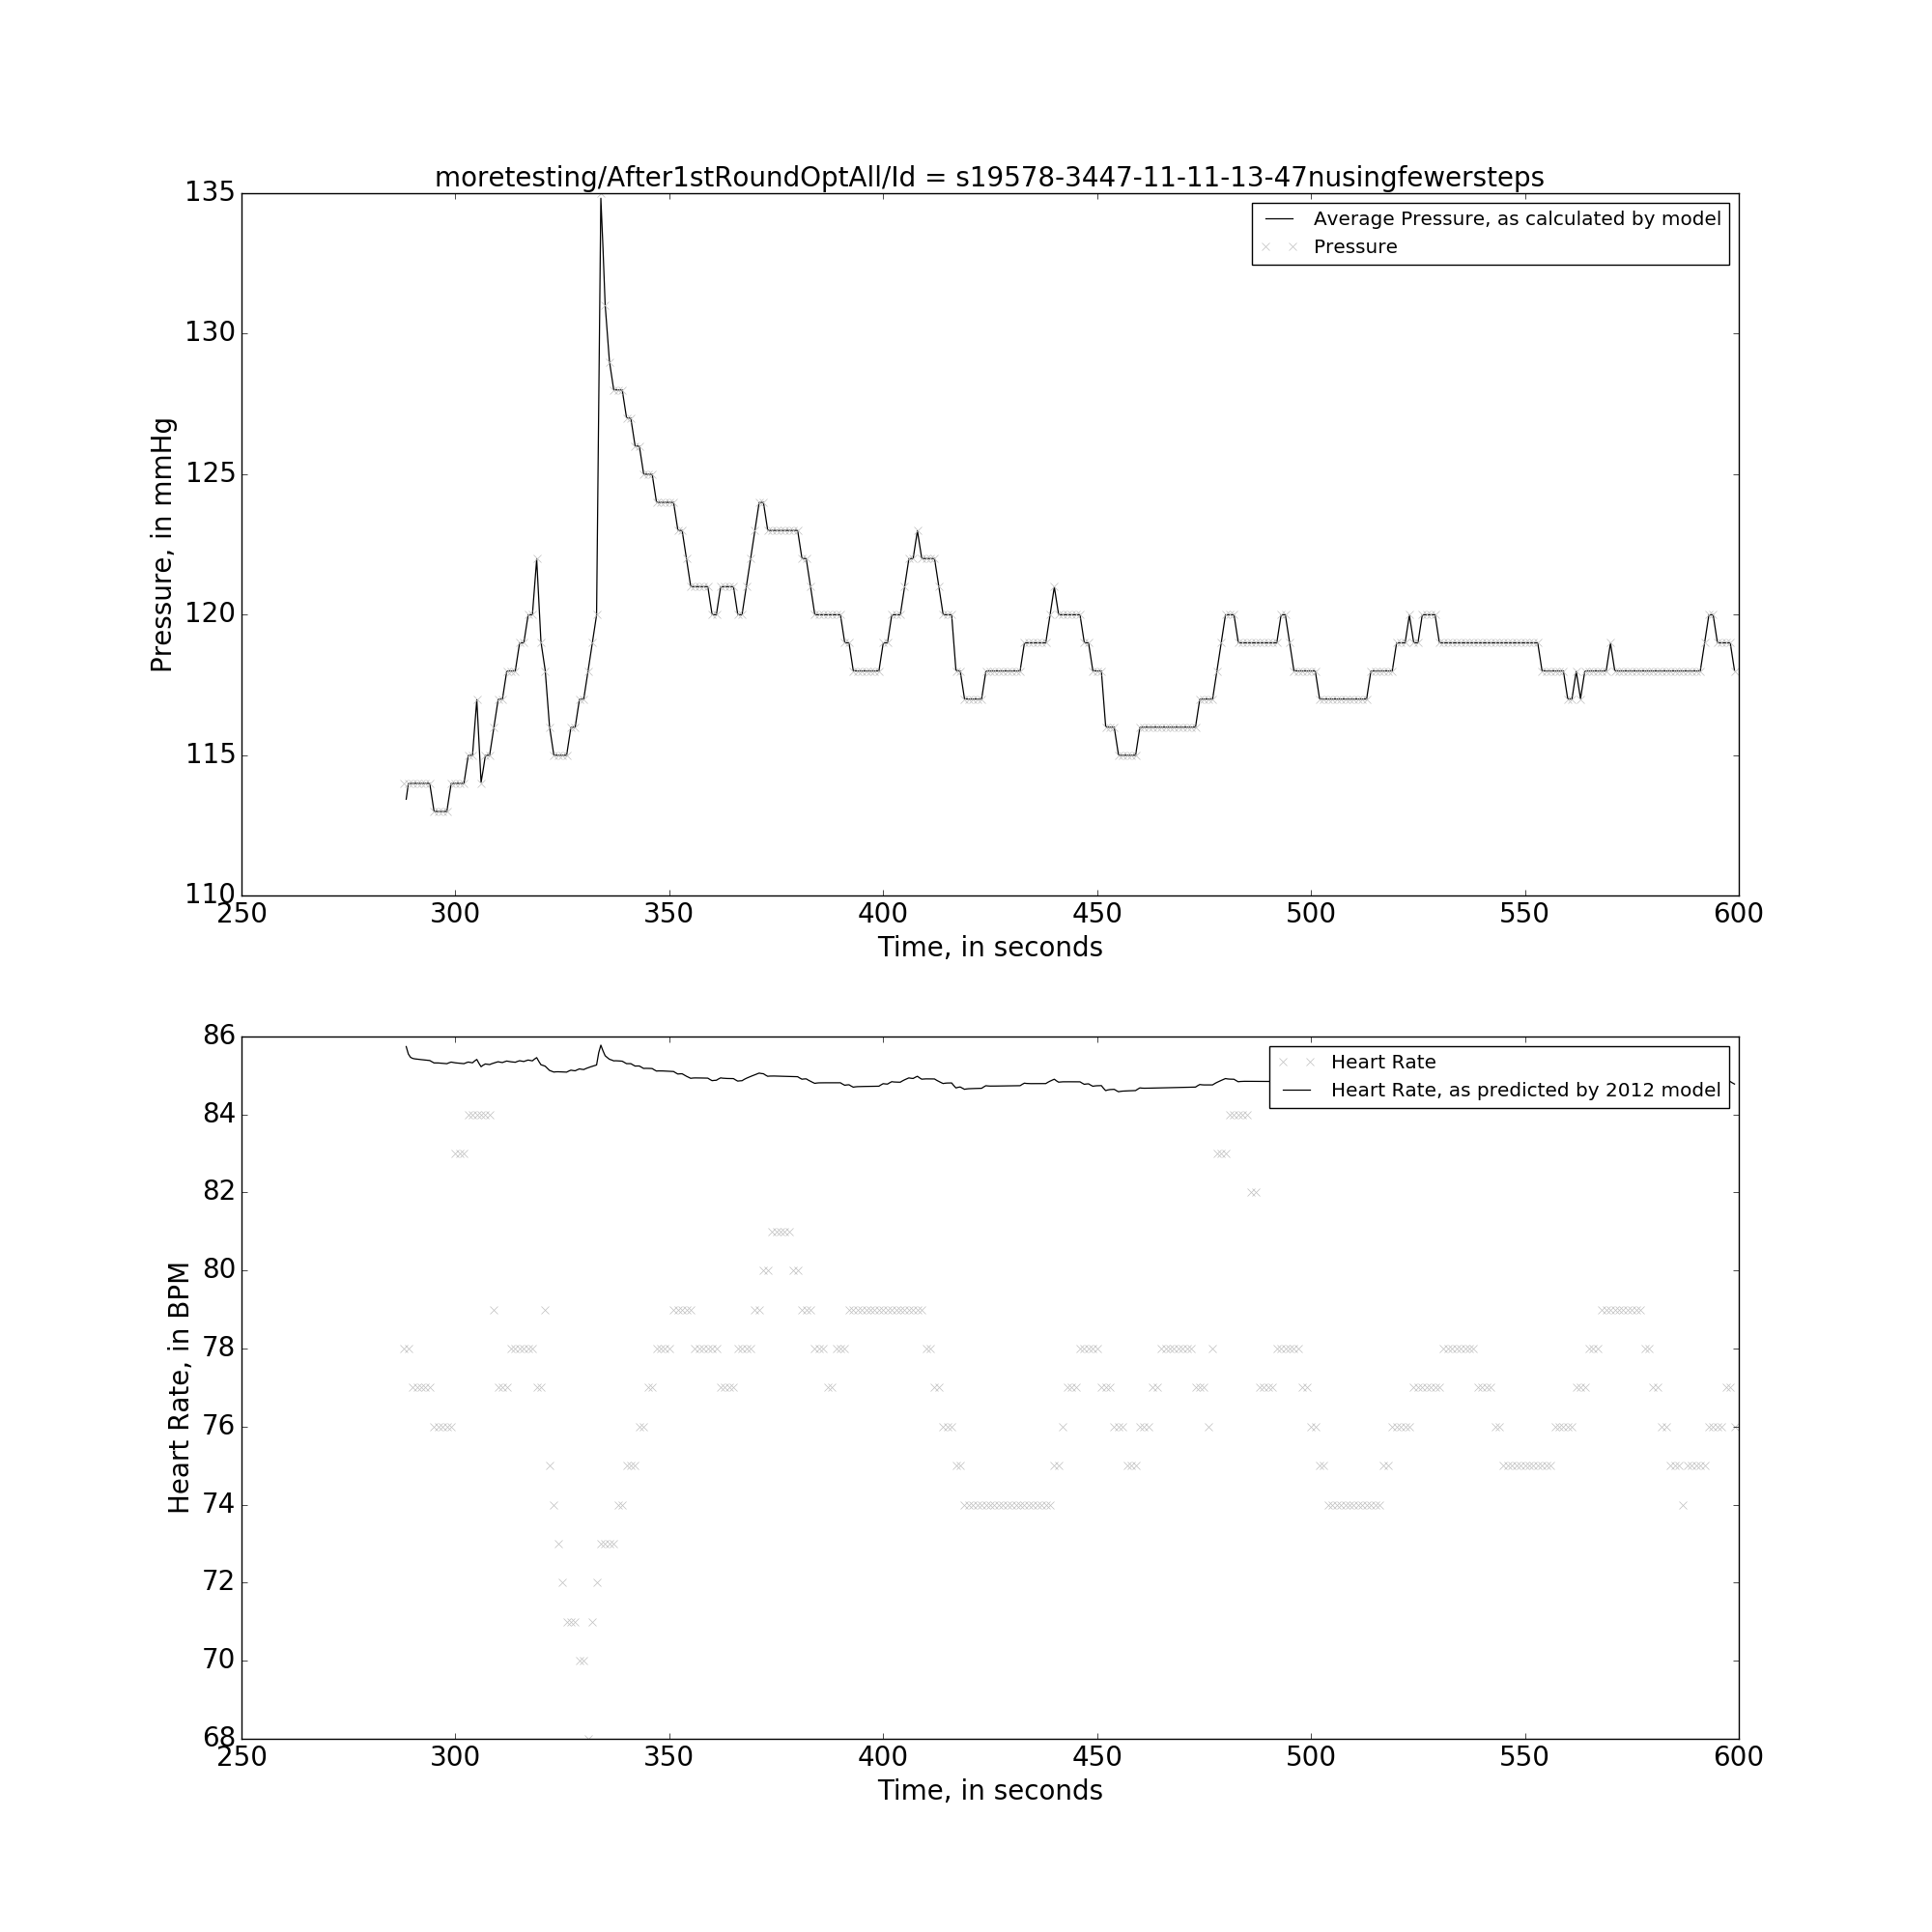 moretesting/After1stRoundOptAll/Id = s19578-3447-11-11-13-47nusingfewersteps
135
130
125
120
115
110
Pressure, in mmHg
Average Pressure, as calculated by model
Pressure
250 300 350 400 450 500 550 600
Time, in seconds
86
84
82
80
78
76
74
72
70
68
Heart Rate, in BPM
Heart Rate
Heart Rate, as predicted by 2012 model
250 300 350 400 450 500 550 600
Time, in seconds